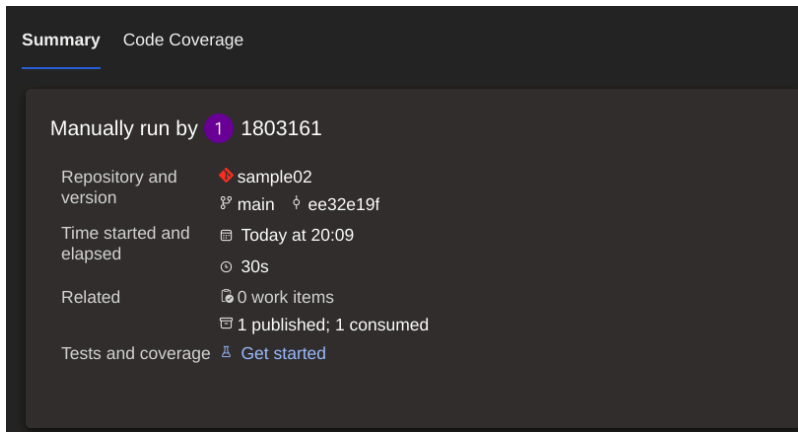 Summary Code Coverage
Manually run by 1 1803161
Repository and version
sample02
main ee32e19f
Time started and elapsed
Today at 20:09
30s
Related
0 work items
1 published; 1 consumed
Tests and coverage
Get started